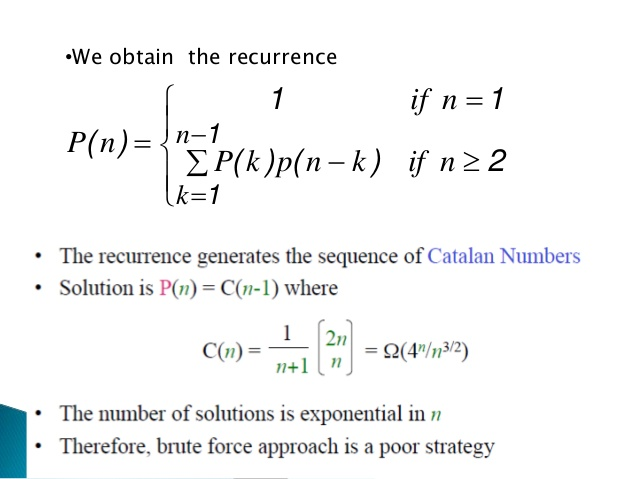 •We obtain  the recurrence
P(n) = { 1 if n = 1
n−1
∑ P(k)p(n − k) if n ≥ 2
k=1
• The recurrence generates the sequence of Catalan Numbers
• Solution is P(n) = C(n-1) where
C(n) = 1/(n+1) [2n n] = Ω(4ⁿ/n³/²)
• The number of solutions is exponential in n
• Therefore, brute force approach is a poor strategy